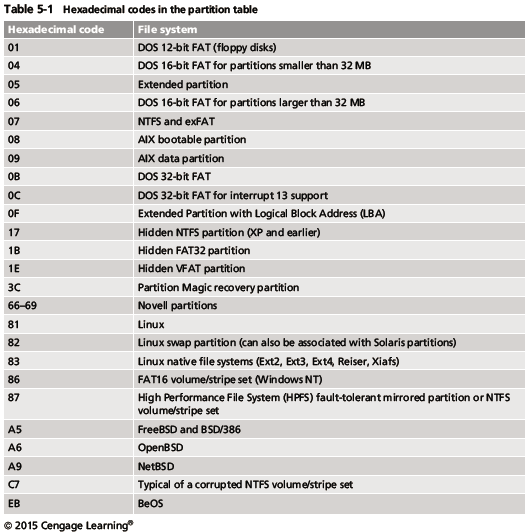 Table 5-1 Hexadecimal codes in the partition table
Hexadecimal code File system
01 DOS 12-bit FAT (floppy disks)
04 DOS 16-bit FAT for partitions smaller than 32 MB
05 Extended partition
06 DOS 16-bit FAT for partitions larger than 32 MB
07 NTFS and exFAT
08 AIX bootable partition
09 AIX data partition
0B DOS 32-bit FAT
0C DOS 32-bit FAT for interrupt 13 support
0F Extended Partition with Logical Block Address (LBA)
17 Hidden NTFS partition (XP and earlier)
1B Hidden FAT32 partition
1E Hidden VFAT partition
3C Partition Magic recovery partition
66–69 Novell partitions
81 Linux
82 Linux swap partition (can also be associated with Solaris partitions)
83 Linux native file systems (Ext2, Ext3, Ext4, Reiser, Xiafs)
86 FAT16 volume/stripe set (Windows NT)
87 High Performance File System (HPFS) fault-tolerant mirrored partition or NTFS
volume/stripe set
A5 FreeBSD and BSD/386
A6 OpenBSD
A9 NetBSD
C7 Typical of a corrupted NTFS volume/stripe set
EB BeOS
© 2015 Cengage Learning®